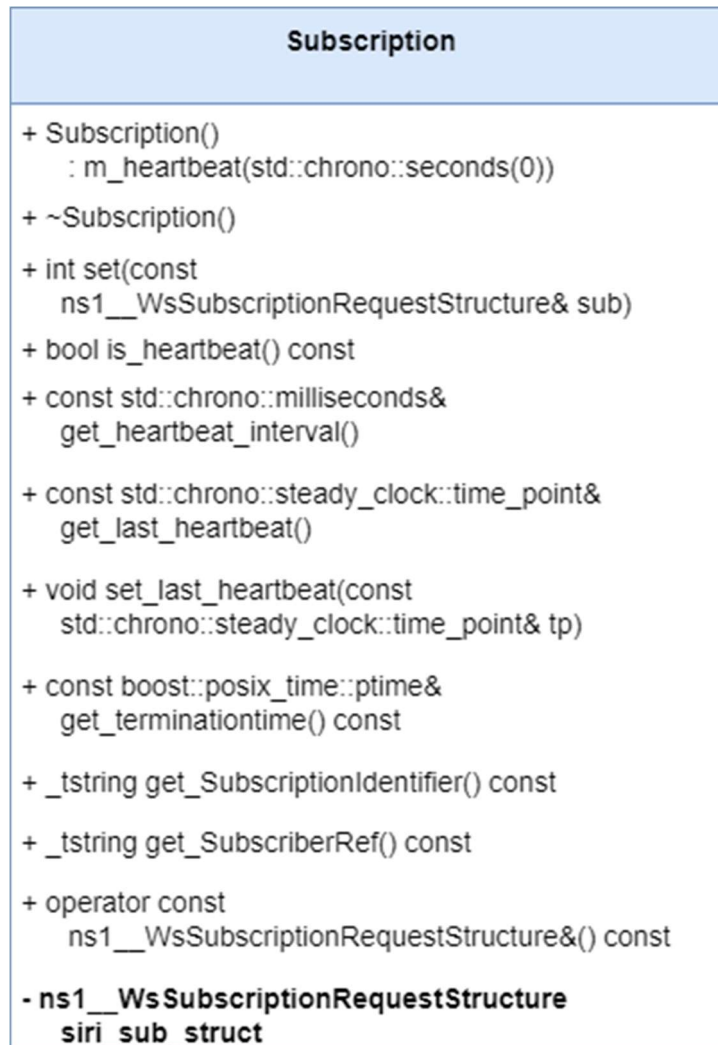 Subscription
+ Subscription()
: m_heartbeat(std::chrono::seconds(0))
+ ~Subscription()
+ int set(const
ns1__WsSubscriptionRequestStructure& sub)
+ bool is_heartbeat() const
+ const std::chrono::milliseconds&
get_heartbeat_interval()
+ const std::chrono::steady_clock::time_point&
get_last_heartbeat()
+ void set_last_heartbeat(const
std::chrono::steady_clock::time_point& tp)
+ const boost::posix_time::ptime&
get_terminationtime() const
+ _tstring get_SubscriptionIdentifier() const
+ _tstring get_SubscriberRef() const
+ operator const
ns1__WsSubscriptionRequestStructure&() const
- ns1__WsSubscriptionRequestStructure
siri_sub_struct